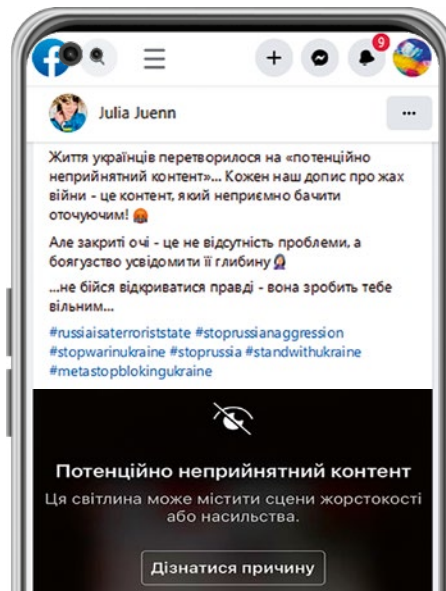 9
Julia Juenn
Життя українців перетворилося на «потенційно
неприйнятний контент»... Кожен наш допис про жах
війни - це контент, який неприємно бачити
оточуючим!
Але закриті очі - це не відсутність проблеми, а
боягузство усвідомити її глибину
...не бійся відкриватися правді - вона зробить тебе
вільним...
#russiaisaterroriststate #stoprussianaggression
#stopwarinukraine #stoprussia #standwithukraine
#metastopblokingukraine
Потенційно неприйнятний контент
Ця світлина може містити сцени жорстокості
або насильства.
Дізнатися причину